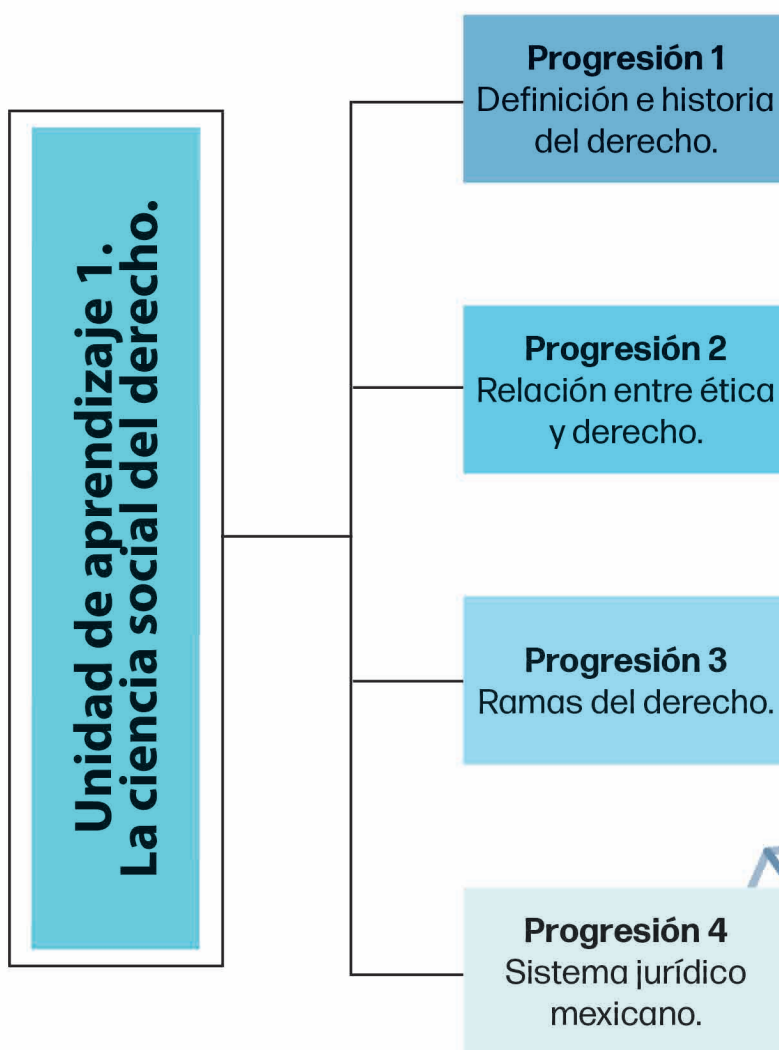 Unidad de aprendizaje 1.
La ciencia social del derecho.
Progresión 1
Definición e historia
del derecho.
Progresión 2
Relación entre ética
y derecho.
Progresión 3
Ramas del derecho.
Progresión 4
Sistema jurídico
mexicano.